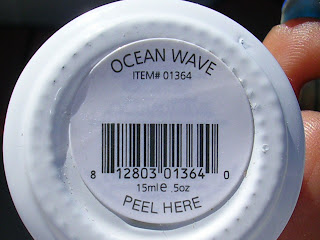 OCEAN WAVE
ITEM# 01364
8 12803 01364 0
15ml e .5oz
PEEL HERE